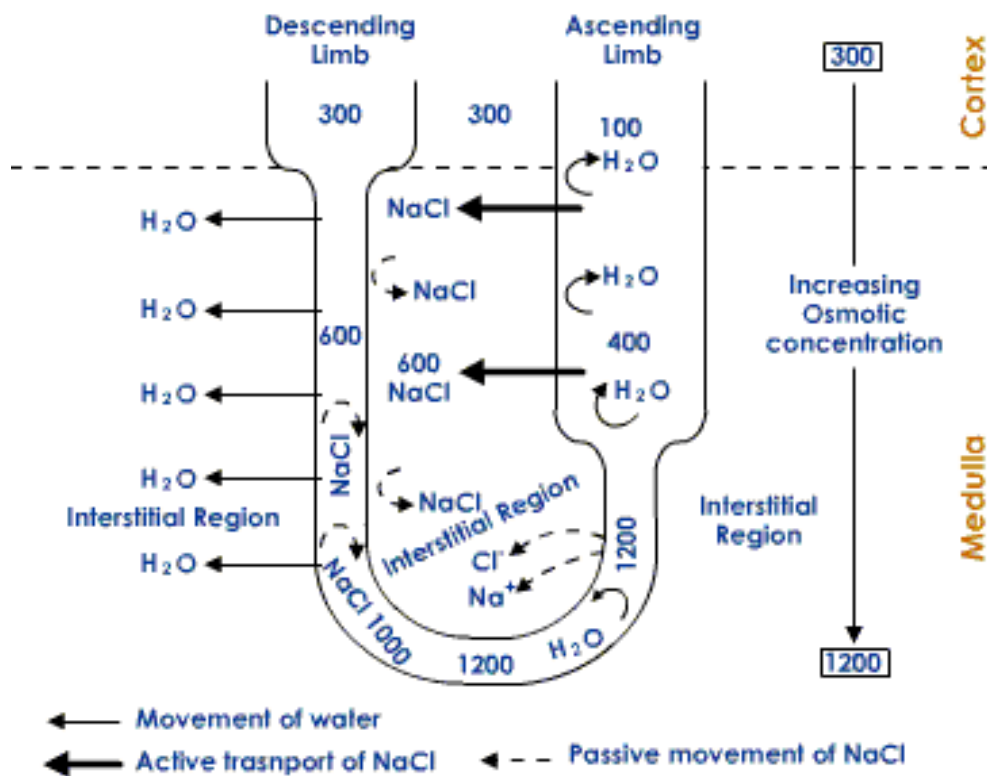 Descending
Limb
Ascending
Limb
Cortex
300
300
300
100
H₂O
H₂O
NaCl
NaCl
H₂O
H₂O
Increasing
Osmotic
concentration
600
600
NaCl
400
H₂O
H₂O
NaCl
H₂O
NaCl
Interstitial Region
Interstitial Region
Interstitial
Region
Medulla
1200
Cl⁻
Na⁺
H₂O
NaCl
1000
1200
H₂O
1200
Movement of water
Active trasnport of NaCl
Passive movement of NaCl